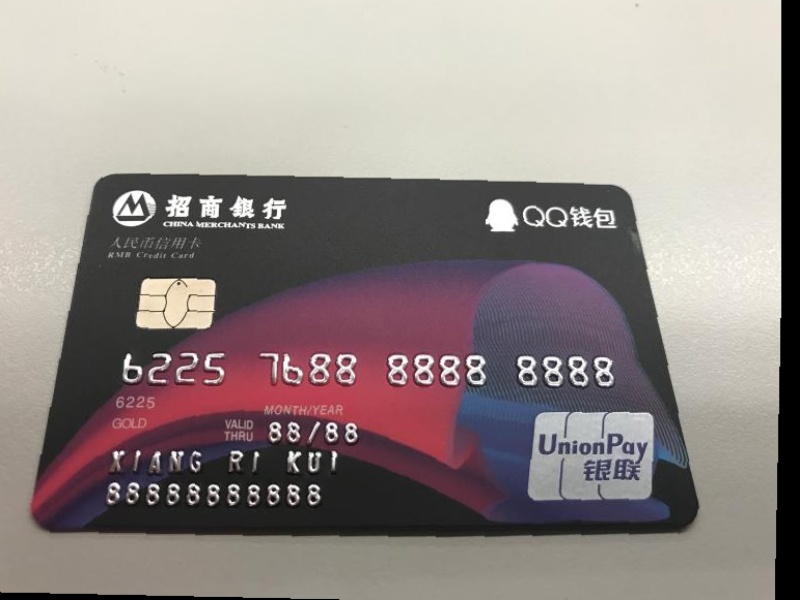 招商銀行
CHINA MERCHANTS BANK
QQ钱包
人民币信用卡
RMB Credit Card
6225 7688 8888 8888
6225
MONTH/YEAR
GOLD
VALID THRU 88/88
XIANG RI KUI
88888888888
UnionPay
银联